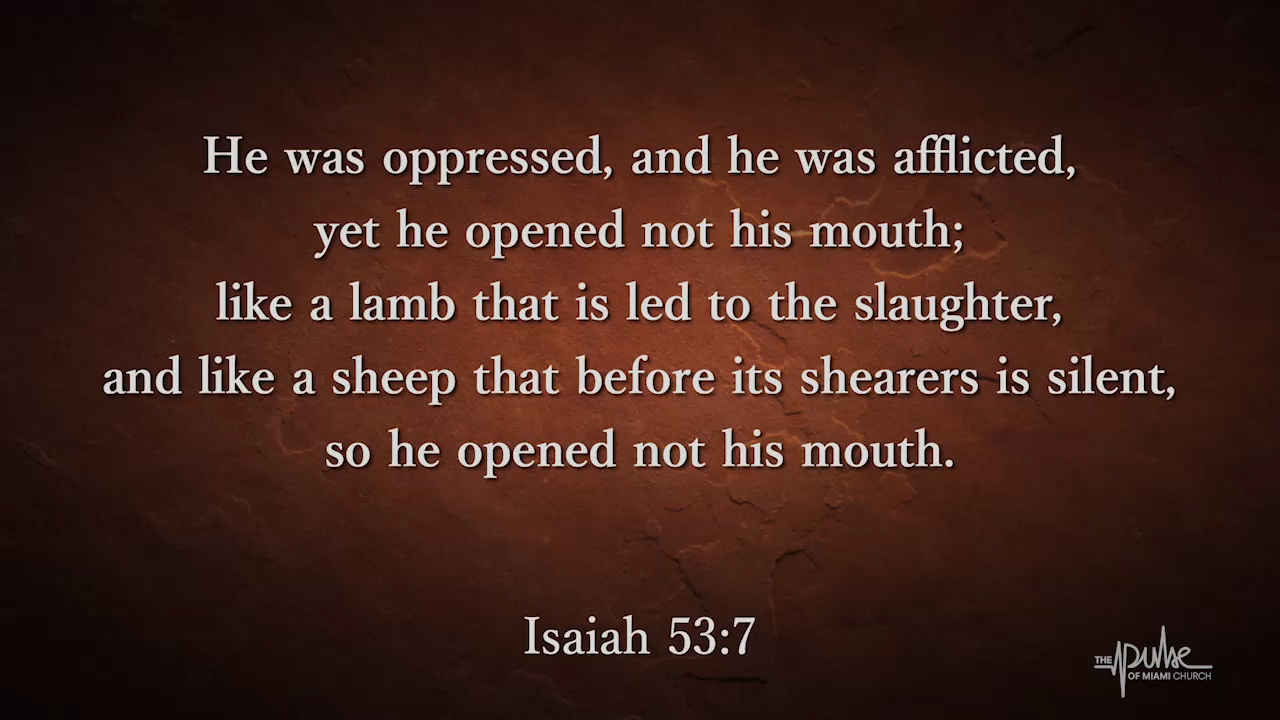 He was oppressed, and he was afflicted,
yet he opened not his mouth;
like a lamb that is led to the slaughter,
and like a sheep that before its shearers is silent,
so he opened not his mouth.
Isaiah 53:7
THE pulse
OF MIAMI CHURCH